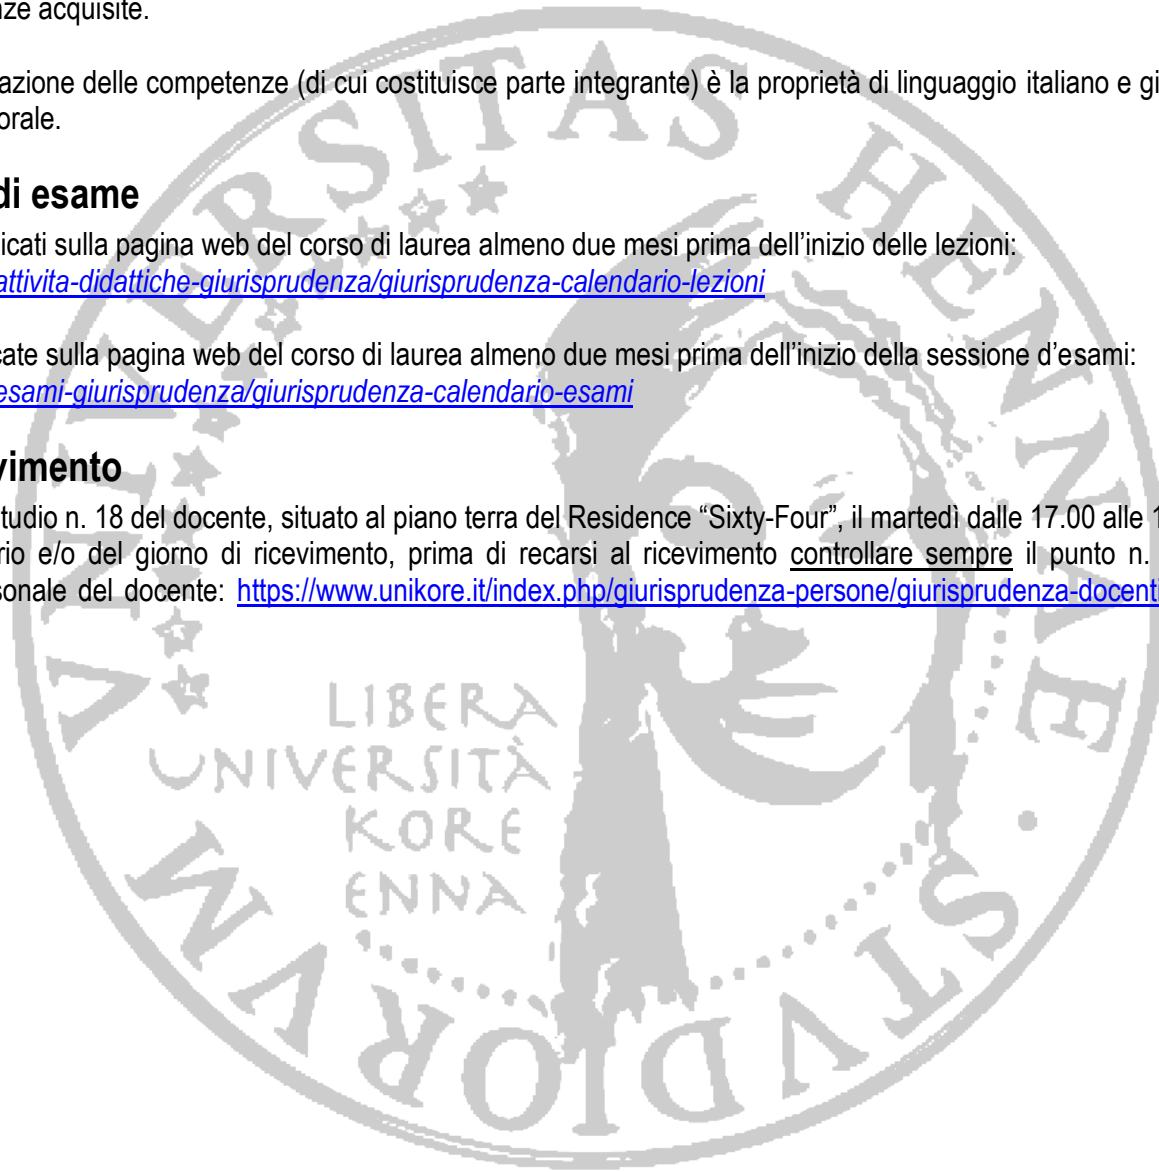 nze acquisite.
azione delle competenze (di cui costituisce parte integrante) è la proprietà di linguaggio italiano e gi
orale.
di esame
icati sulla pagina web del corso di laurea almeno due mesi prima dell’inizio delle lezioni:
attivita-didattiche-giurisprudenza/giurisprudenza-calendario-lezioni
cate sulla pagina web del corso di laurea almeno due mesi prima dell’inizio della sessione d’esami:
esami-giurisprudenza/giurisprudenza-calendario-esami
vimento
tudio n. 18 del docente, situato al piano terra del Residence “Sixty-Four”, il martedì dalle 17.00 alle 1
rio e/o del giorno di ricevimento, prima di recarsi al ricevimento controllare sempre il punto n.
sonale del docente: https://www.unikore.it/index.php/giurisprudenza-persone/giurisprudenza-docenti
VNIVERSITAS HENNAE · STVDIORVM
LIBERA
UNIVERSITÀ
KORE
ENNA